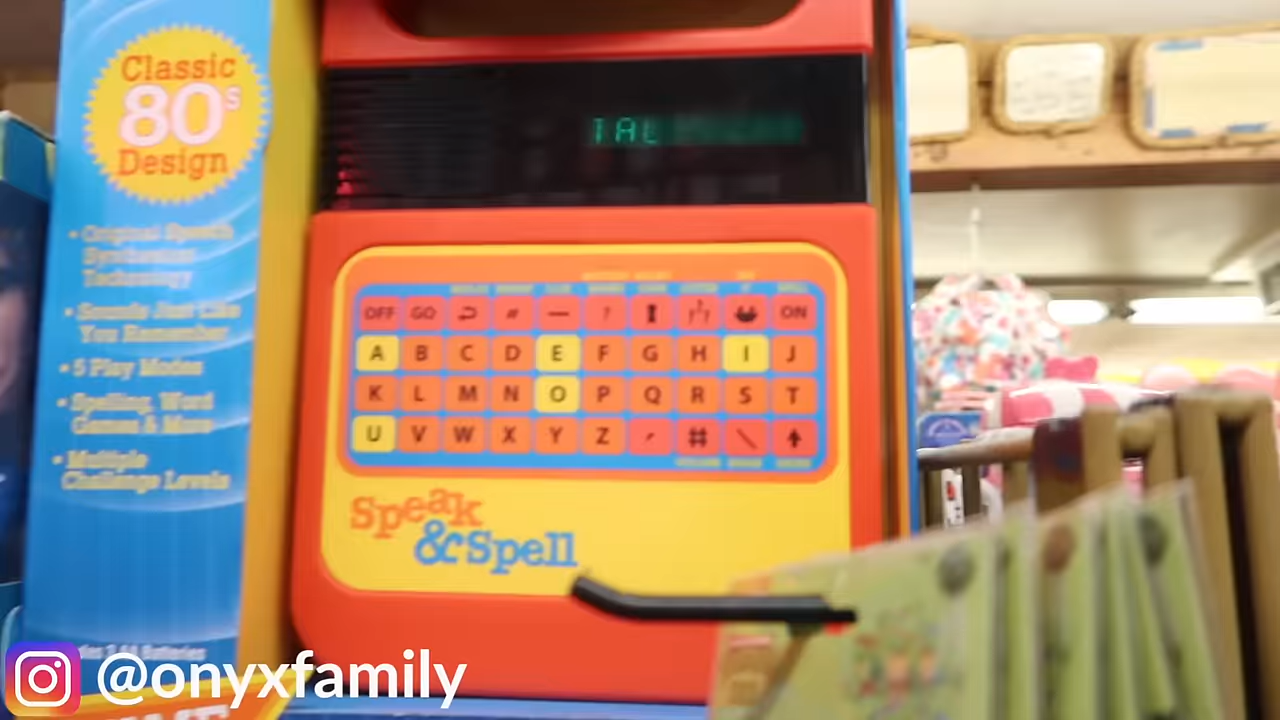 Classic
80s
Design
• Original Speech
Synthesizer
Technology
• Sounds Just Like
You Remember
• 5 Play Modes
• Spelling, Word
Games & More
• Multiple
Challenge Levels
Batteries
TAL
OFF GO ? ON
A B C D E F G H I J
K L M N O P Q R S T
U V W X Y Z
Speak
& Spell
@onyxfamily